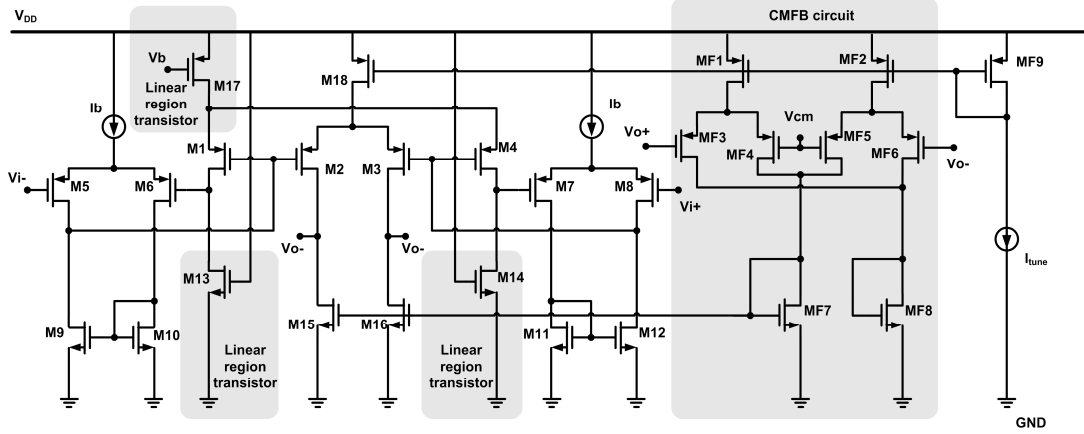 V_DD
CMFB circuit
Vb
M17
Linear
region
transistor
M18
MF1
MF2
MF9
Ib
Ib
M1
M2
M3
M4
Vo+
MF3
MF4
Vcm
MF5
MF6
Vo-
Vi-
M5
M6
M7
M8
Vi+
Vo-
Vo-
I_tune
M13
M14
M9
M10
M15
M16
M11
M12
MF7
MF8
Linear
region
transistor
Linear
region
transistor
GND